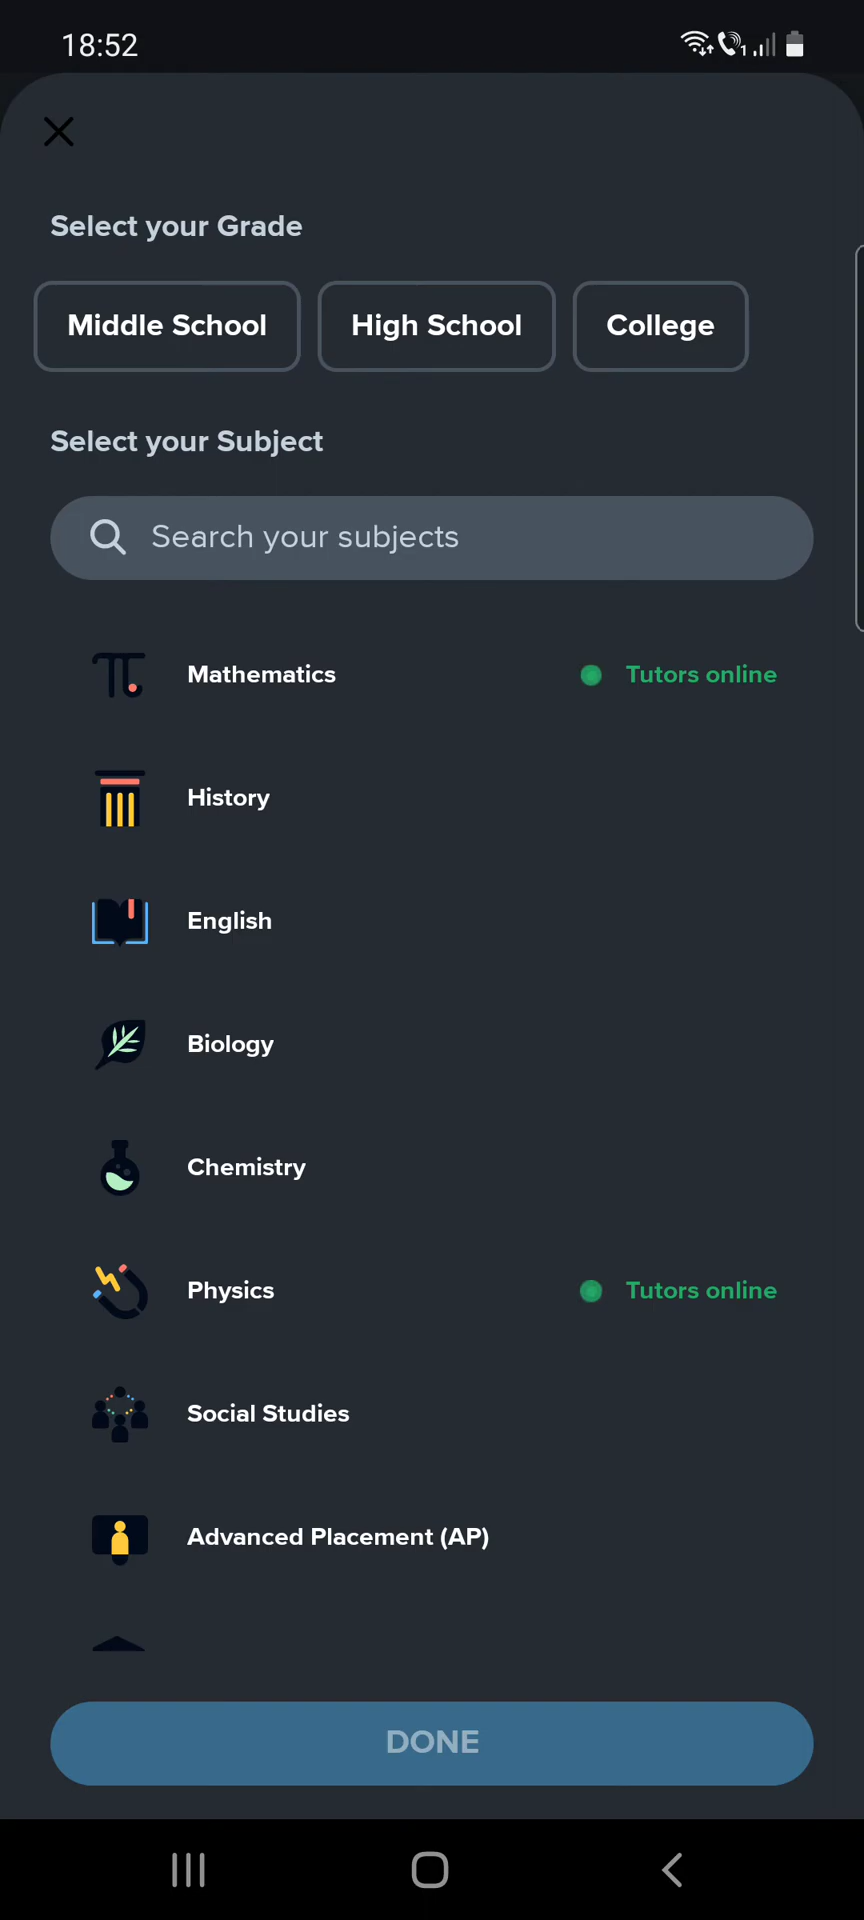 18:52
Select your Grade
Middle School
High School
College
Select your Subject
Search your subjects
Mathematics
Tutors online
History
English
Biology
Chemistry
Physics
Tutors online
Social Studies
Advanced Placement (AP)
DONE